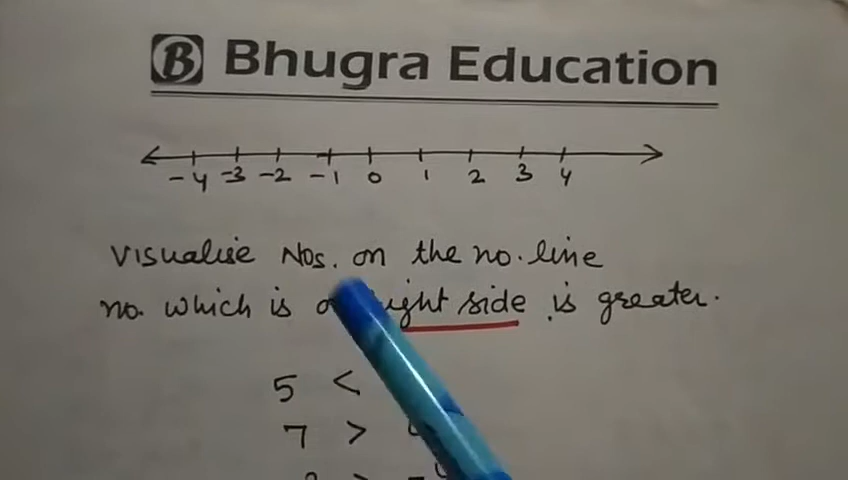 B Bhugra Education
-4 -3 -2 -1 0 1 2 3 4
Visualise Nos. on the no. line
no. which is right side is greater.
5 <
7 >
>